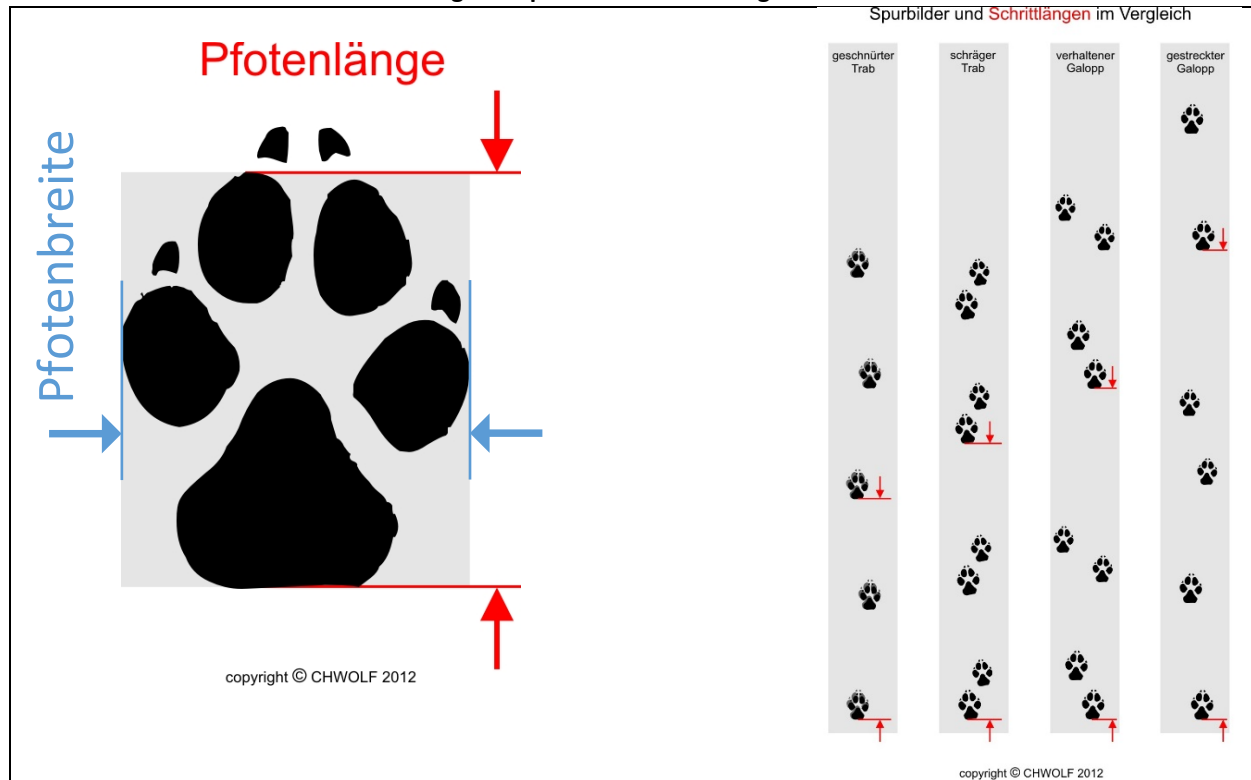 Pfotenlänge
Pfotenbreite
copyright © CHWOLF 2012
Spurbilder und Schrittlängen im Vergleich
geschnürter
Trab
schräger
Trab
verhaltener
Galopp
gestreckter
Galopp
copyright © CHWOLF 2012